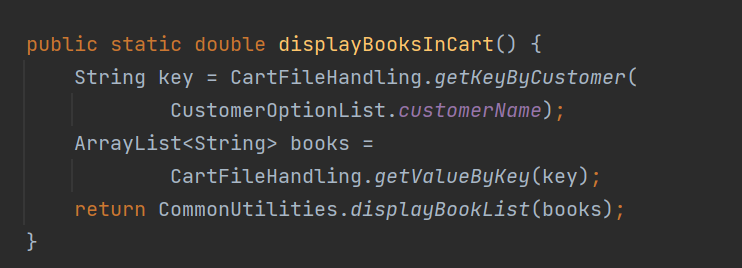 public static double displayBooksInCart() {
    String key = CartFileHandling.getKeyByCustomer(
            CustomerOptionList.customerName);
    ArrayList<String> books =
            CartFileHandling.getValueByKey(key);
    return CommonUtilities.displayBookList(books);
}